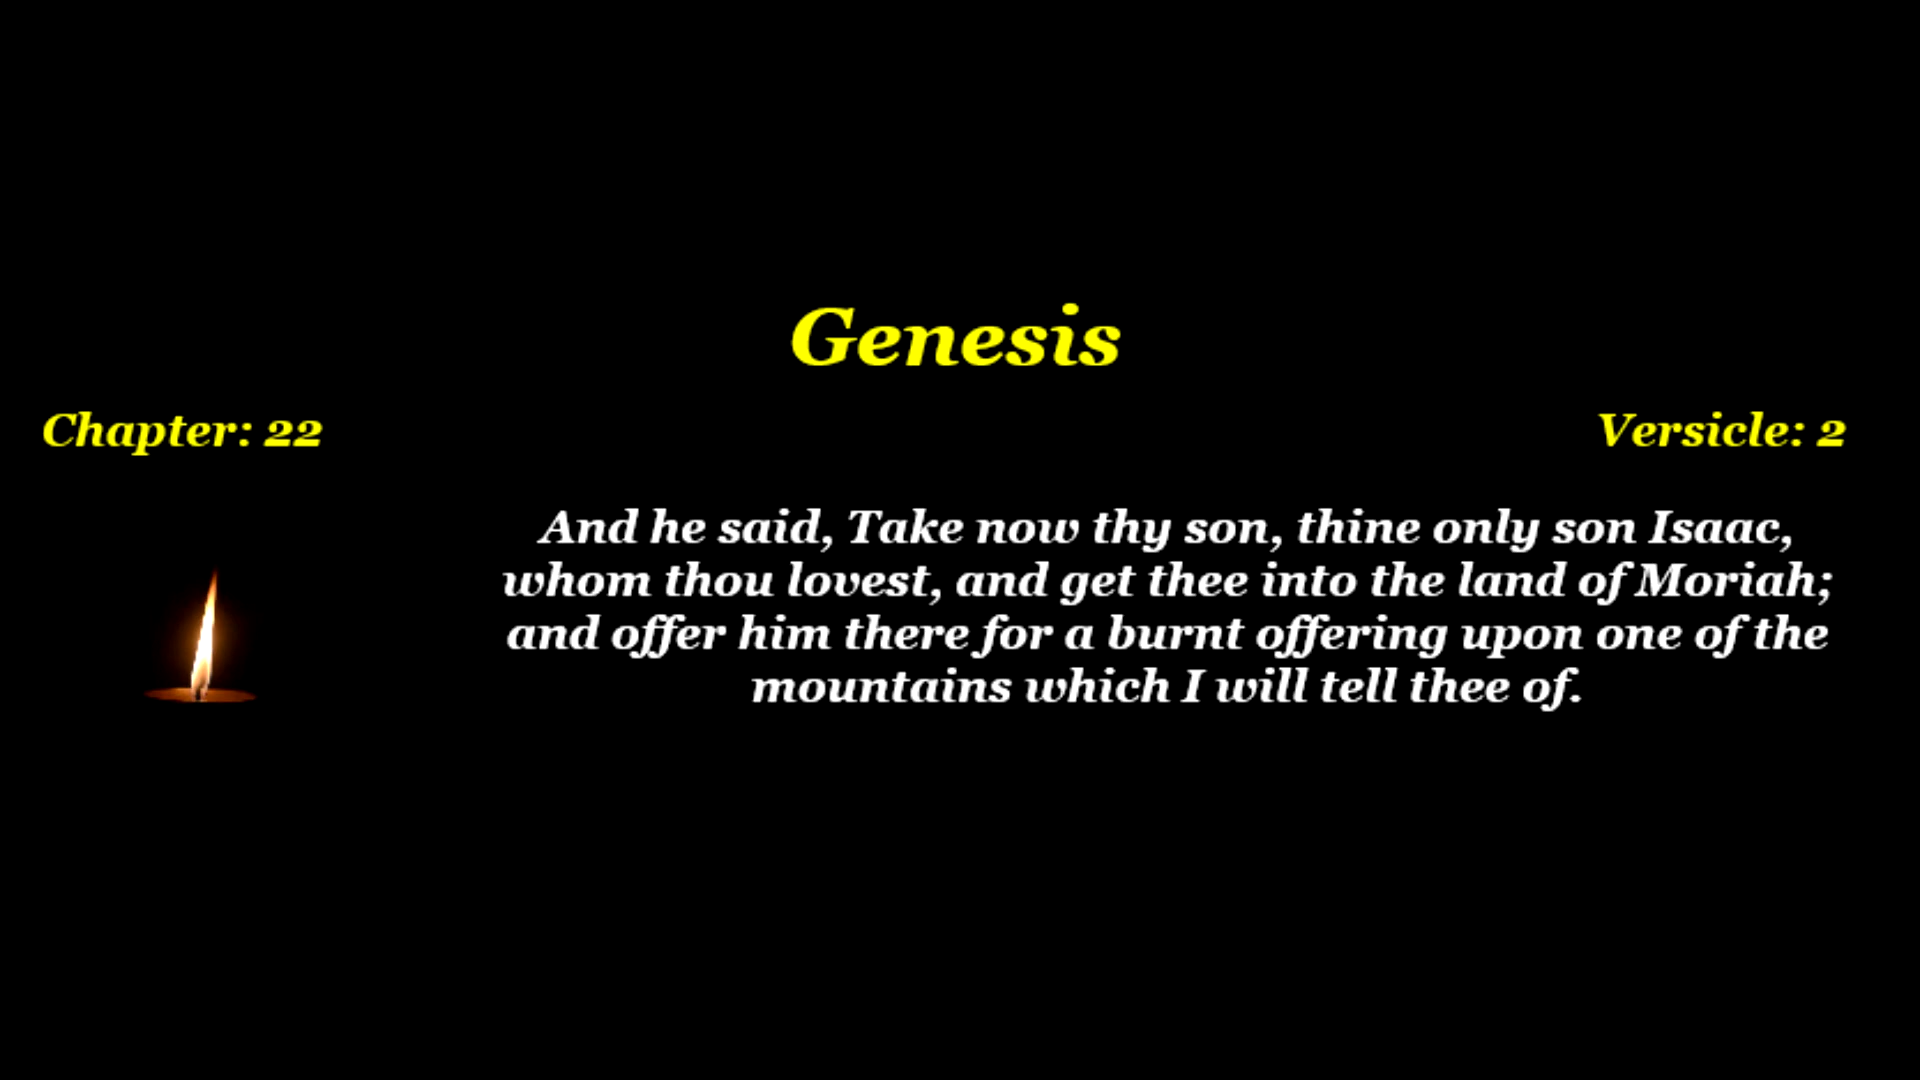 Genesis
Chapter: 22
Versicle: 2
And he said, Take now thy son, thine only son Isaac,
whom thou lovest, and get thee into the land of Moriah;
and offer him there for a burnt offering upon one of the
mountains which I will tell thee of.